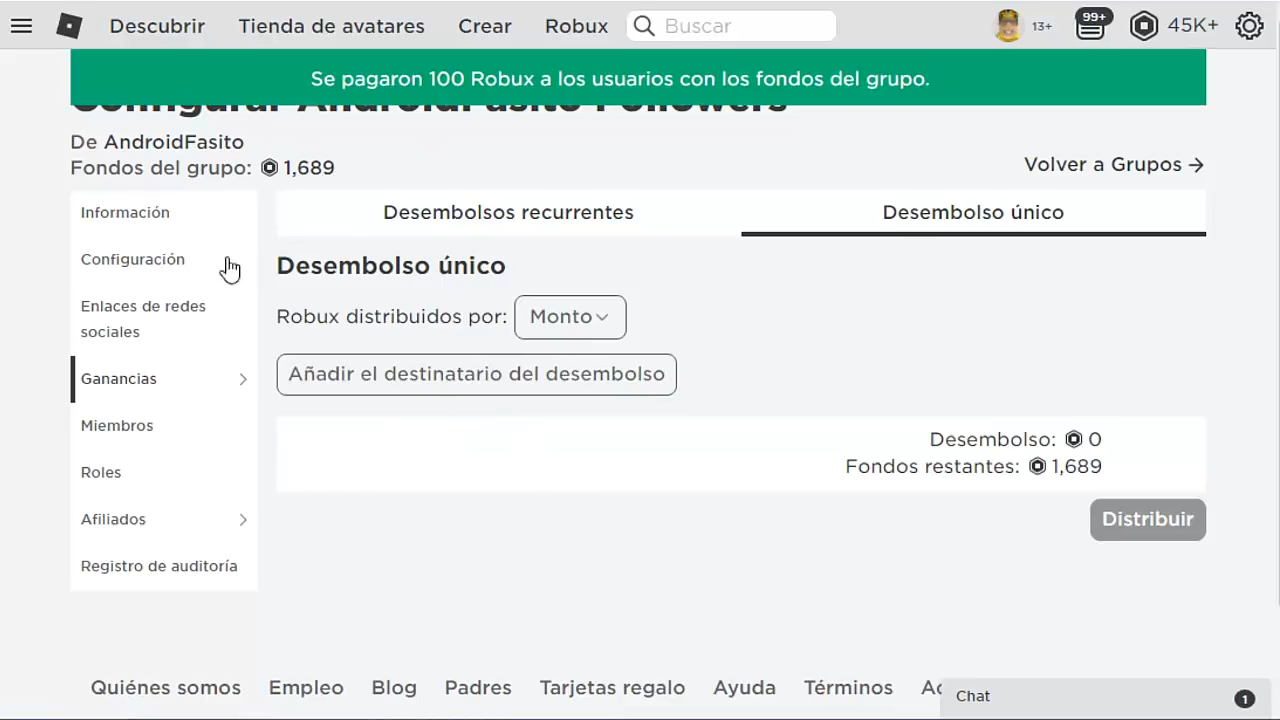 Descubrir
Tienda de avatares
Crear
Robux
Buscar
13+
99+
45K+
Se pagaron 100 Robux a los usuarios con los fondos del grupo.
Configurar AndroidFasito Followers
De AndroidFasito
Fondos del grupo: 1,689
Volver a Grupos
Información
Configuración
Enlaces de redes
sociales
Ganancias
Miembros
Roles
Afiliados
Registro de auditoría
Desembolsos recurrentes
Desembolso único
Desembolso único
Robux distribuidos por: Monto
Añadir el destinatario del desembolso
Desembolso: 0
Fondos restantes: 1,689
Distribuir
Quiénes somos
Empleo
Blog
Padres
Tarjetas regalo
Ayuda
Términos
Chat
1